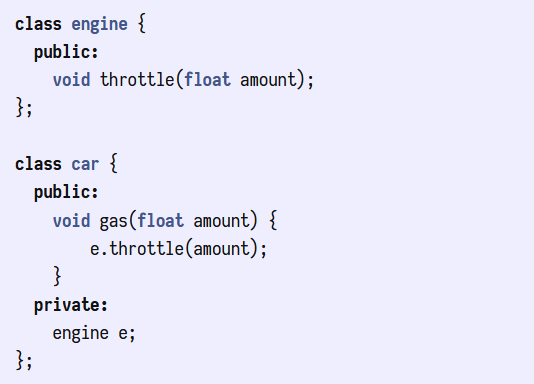 class engine {
  public:
    void throttle(float amount);
};

class car {
  public:
    void gas(float amount) {
        e.throttle(amount);
    }
  private:
    engine e;
};